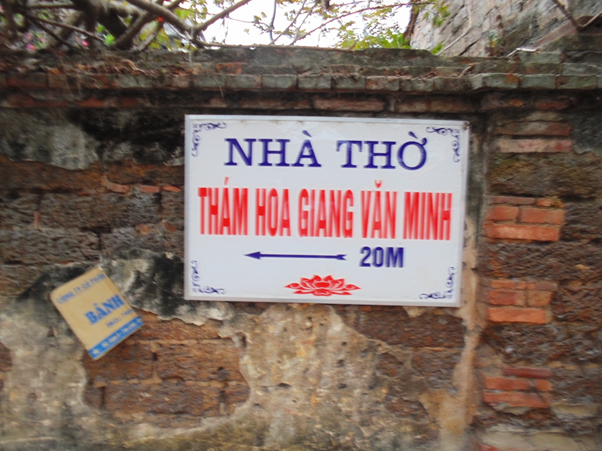 NHÀ THỜ
THÁM HOA GIANG VĂN MINH
20M
BÁNH